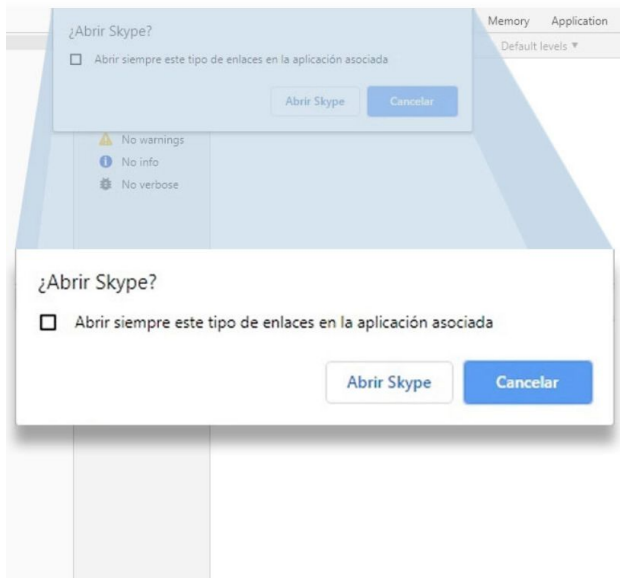 Memory Application
¿Abrir Skype?
Default levels ▼
Abrir siempre este tipo de enlaces en la aplicación asociada
Abrir Skype Cancelar
No warnings
No info
No verbose
¿Abrir Skype?
Abrir siempre este tipo de enlaces en la aplicación asociada
Abrir Skype Cancelar